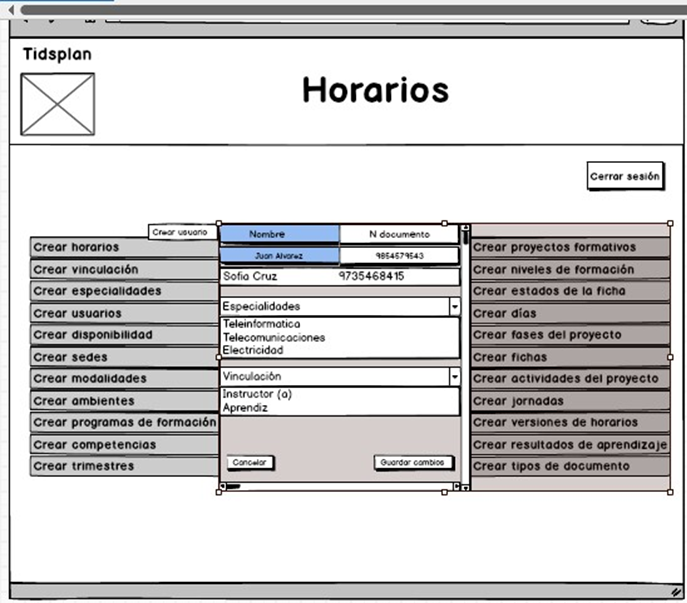 Tidsplan
Horarios
Cerrar sesión
Crear usuario
Crear horarios
Crear vinculación
Crear especialidades
Crear usuarios
Crear disponibilidad
Crear sedes
Crear modalidades
Crear ambientes
Crear programas de formación
Crear competencias
Crear trimestres
Nombre N documento
Juan Alvarez 9854679543
Sofia Cruz 9735468415
Especialidades
Teleinformatica
Telecomunicaciones
Electricidad
Vinculación
Instructor (a)
Aprendiz
Cancelar Guardar cambios
Crear proyectos formativos
Crear niveles de formación
Crear estados de la ficha
Crear días
Crear fases del proyecto
Crear fichas
Crear actividades del proyecto
Crear jornadas
Crear versiones de horarios
Crear resultados de aprendizaje
Crear tipos de documento